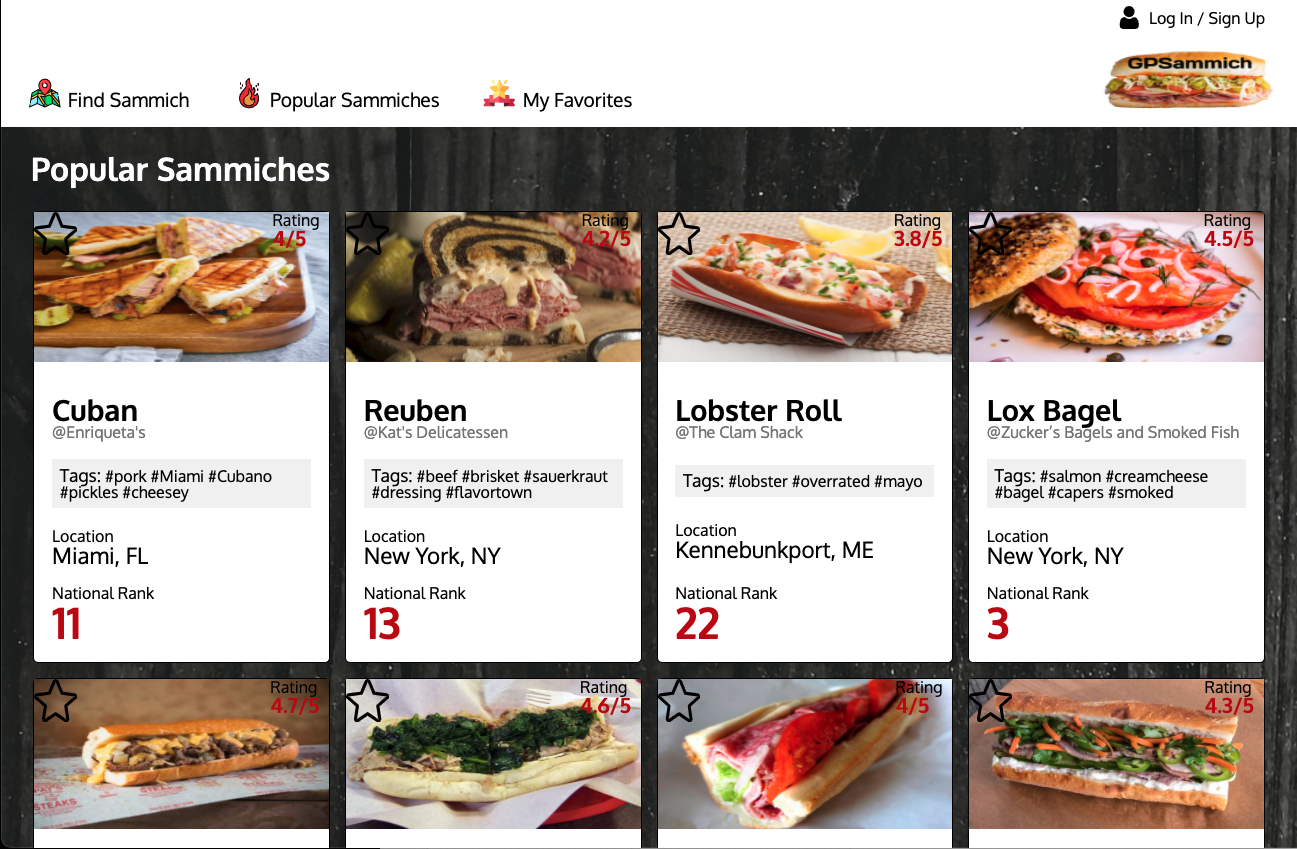 Log In / Sign Up
GPSammich
Find Sammich
Popular Sammiches
My Favorites
Popular Sammiches
Rating
4/5
Cuban
@Enriqueta's
Tags: #pork #Miami #Cubano
#pickles #cheesey
Location
Miami, FL
National Rank
11
Rating
4.2/5
Reuben
@Kat's Delicatessen
Tags: #beef #brisket #sauerkraut
#dressing #flavortown
Location
New York, NY
National Rank
13
Rating
3.8/5
Lobster Roll
@The Clam Shack
Tags: #lobster #overrated #mayo
Location
Kennebunkport, ME
National Rank
22
Rating
4.5/5
Lox Bagel
@Zucker’s Bagels and Smoked Fish
Tags: #salmon #creamcheese
#bagel #capers #smoked
Location
New York, NY
National Rank
3
Rating
4.7/5
STEAKS
Rating
4.6/5
Rating
4/5
Rating
4.3/5